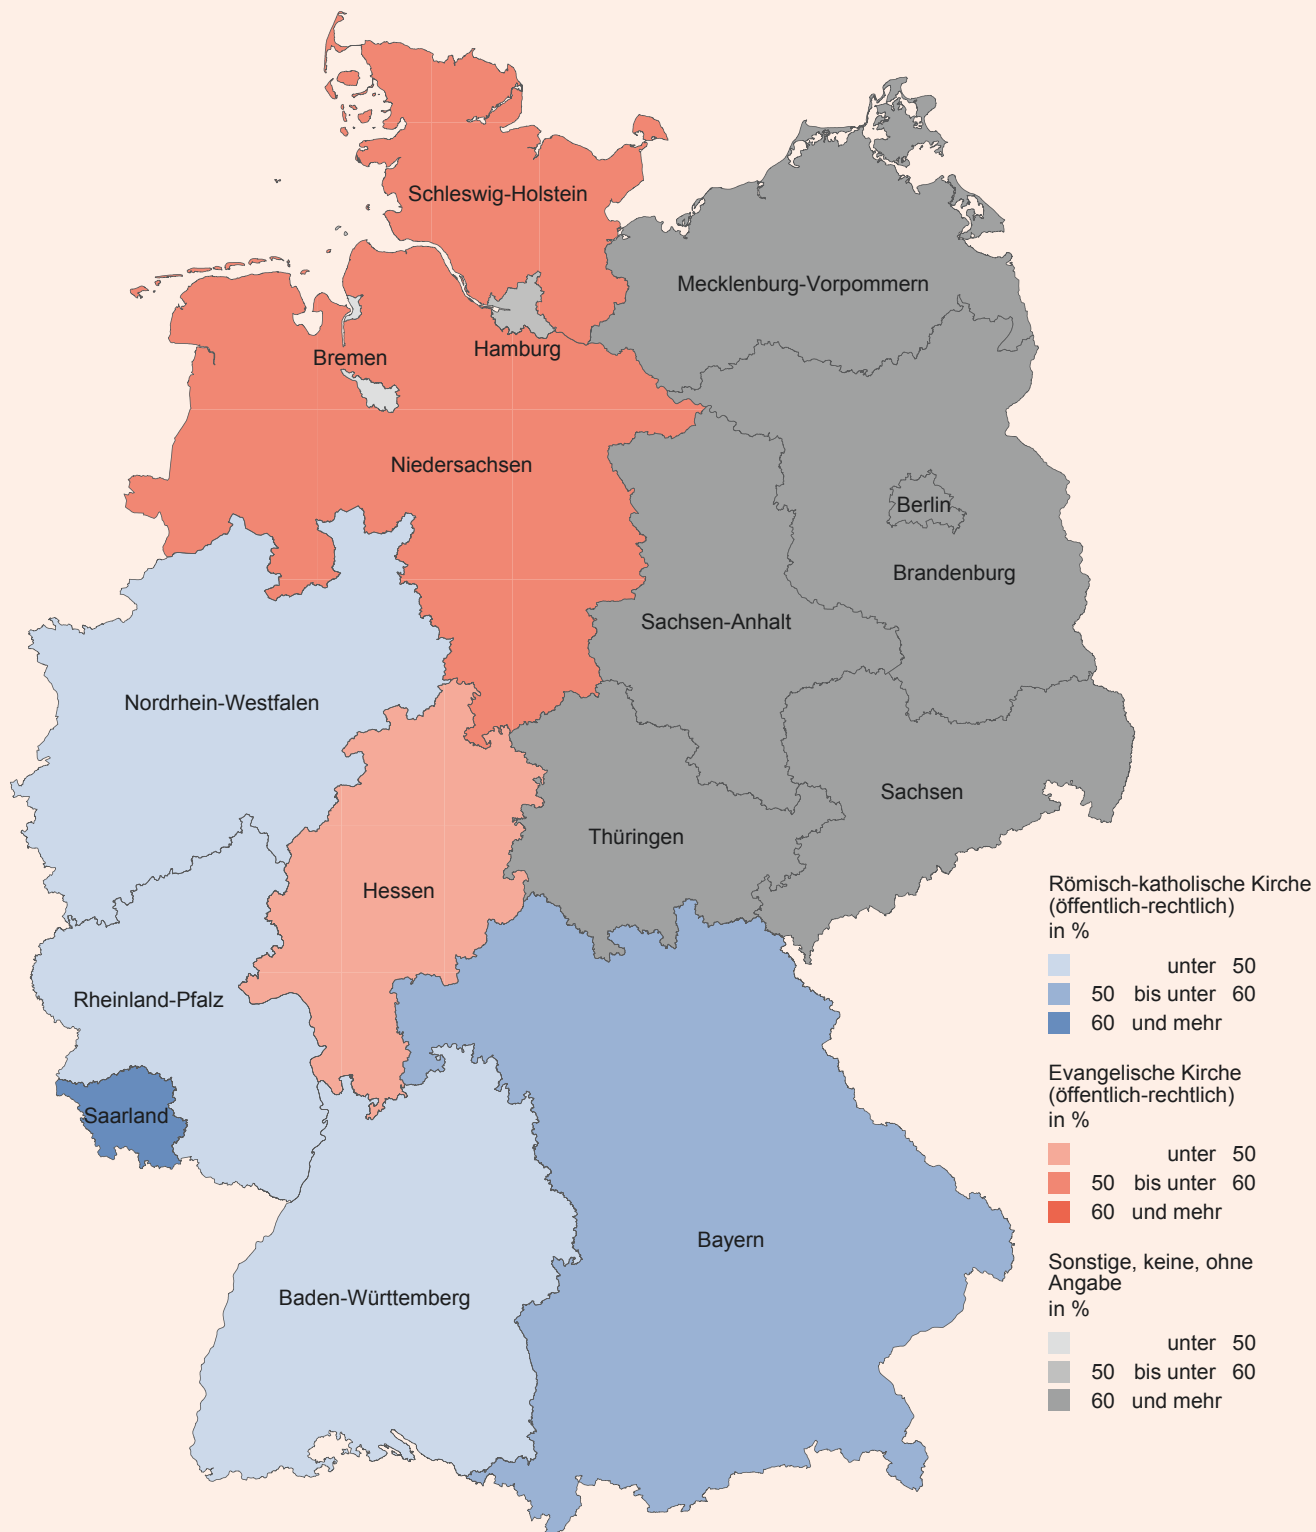 Schleswig-Holstein
Mecklenburg-Vorpommern
Hamburg
Bremen
Niedersachsen
Berlin
Brandenburg
Sachsen-Anhalt
Nordrhein-Westfalen
Sachsen
Thüringen
Hessen
Rheinland-Pfalz
Saarland
Bayern
Baden-Württemberg
Römisch-katholische Kirche
(öffentlich-rechtlich)
in %
unter 50
50 bis unter 60
60 und mehr
Evangelische Kirche
(öffentlich-rechtlich)
in %
unter 50
50 bis unter 60
60 und mehr
Sonstige, keine, ohne
Angabe
in %
unter 50
50 bis unter 60
60 und mehr